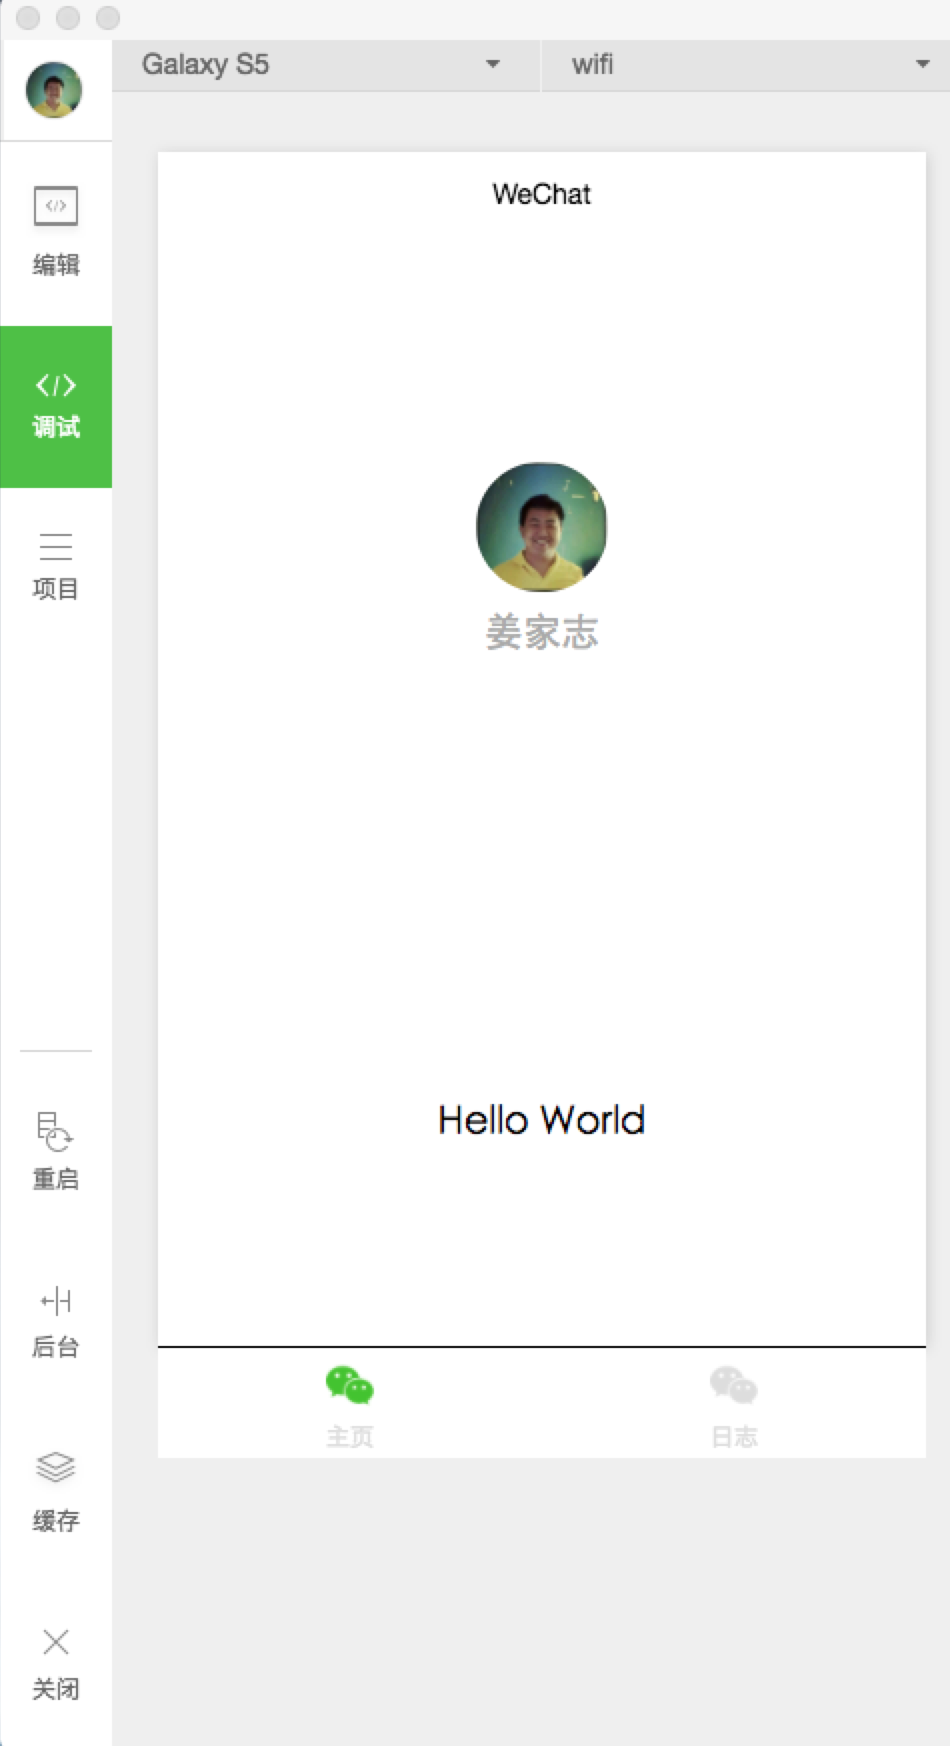 Galaxy S5
wifi
编辑
调试
项目
重启
后台
缓存
关闭
WeChat
姜家志
Hello World
主页
日志